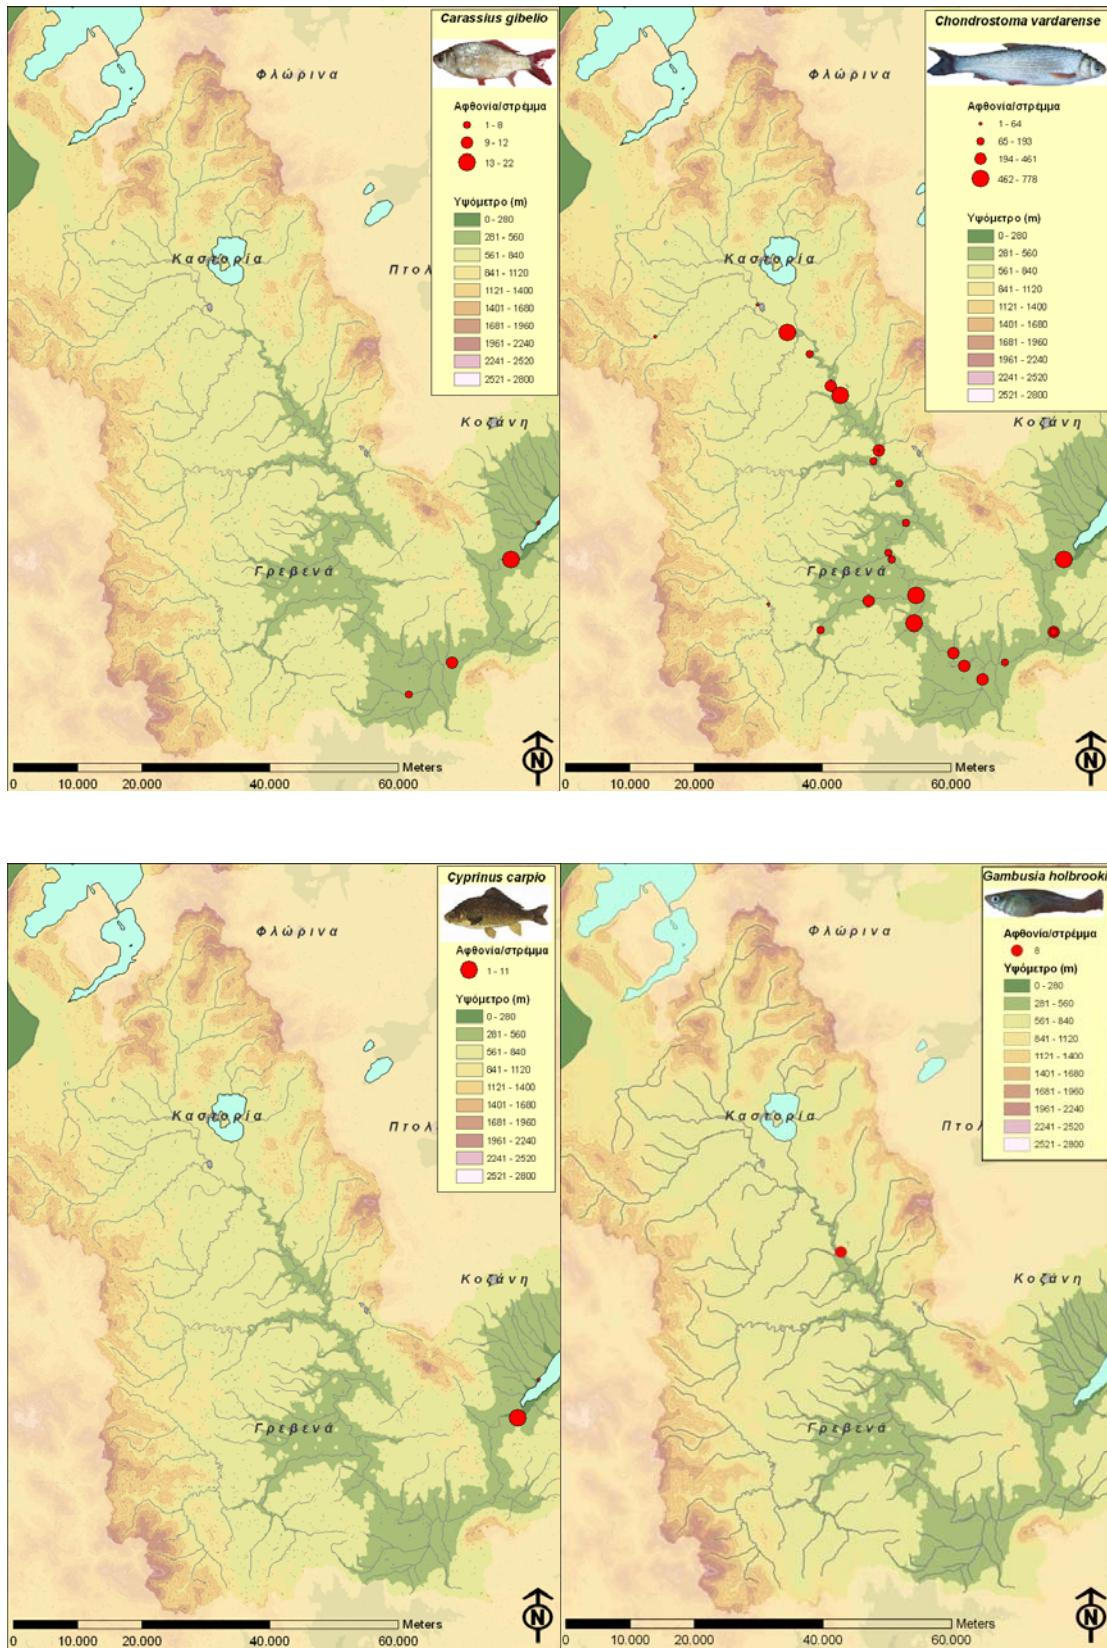 Carassius gibelio
Αφθονία/στρέμμα
1 - 8
9 - 12
13 - 22
Υψόμετρο (m)
0 - 280
281 - 560
561 - 840
841 - 1120
1121 - 1400
1401 - 1680
1681 - 1960
1961 - 2240
2241 - 2520
2521 - 2800
Φλώρινα
Καστοριά
Πτολ
Κοζάνη
Γρεβενά
0 10.000 20.000 40.000 60.000 Meters
N
Chondrostoma vardarense
Αφθονία/στρέμμα
1 - 64
65 - 193
194 - 461
462 - 778
Υψόμετρο (m)
0 - 280
281 - 560
561 - 840
841 - 1120
1121 - 1400
1401 - 1680
1681 - 1960
1961 - 2240
2241 - 2520
2521 - 2800
Φλώρινα
Καστοριά
Κοζάνη
Γρεβενά
0 10.000 20.000 40.000 60.000 Meters
N
Cyprinus carpio
Αφθονία/στρέμμα
1 - 11
Υψόμετρο (m)
0 - 280
281 - 560
561 - 840
841 - 1120
1121 - 1400
1401 - 1680
1681 - 1960
1961 - 2240
2241 - 2520
2521 - 2800
Φλώρινα
Καστοριά
Πτολ
Κοζάνη
Γρεβενά
0 10.000 20.000 40.000 60.000 Meters
N
Gambusia holbrooki
Αφθονία/στρέμμα
8
Υψόμετρο (m)
0 - 280
281 - 560
561 - 840
841 - 1120
1121 - 1400
1401 - 1680
1681 - 1960
1961 - 2240
2241 - 2520
2521 - 2800
Φλώρινα
Καστοριά
Πτολ
Κοζάνη
Γρεβενά
0 10.000 20.000 40.000 60.000 Meters
N